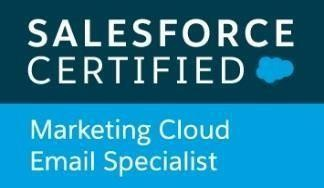 SALESFORCE
CERTIFIED
Marketing Cloud
Email Specialist